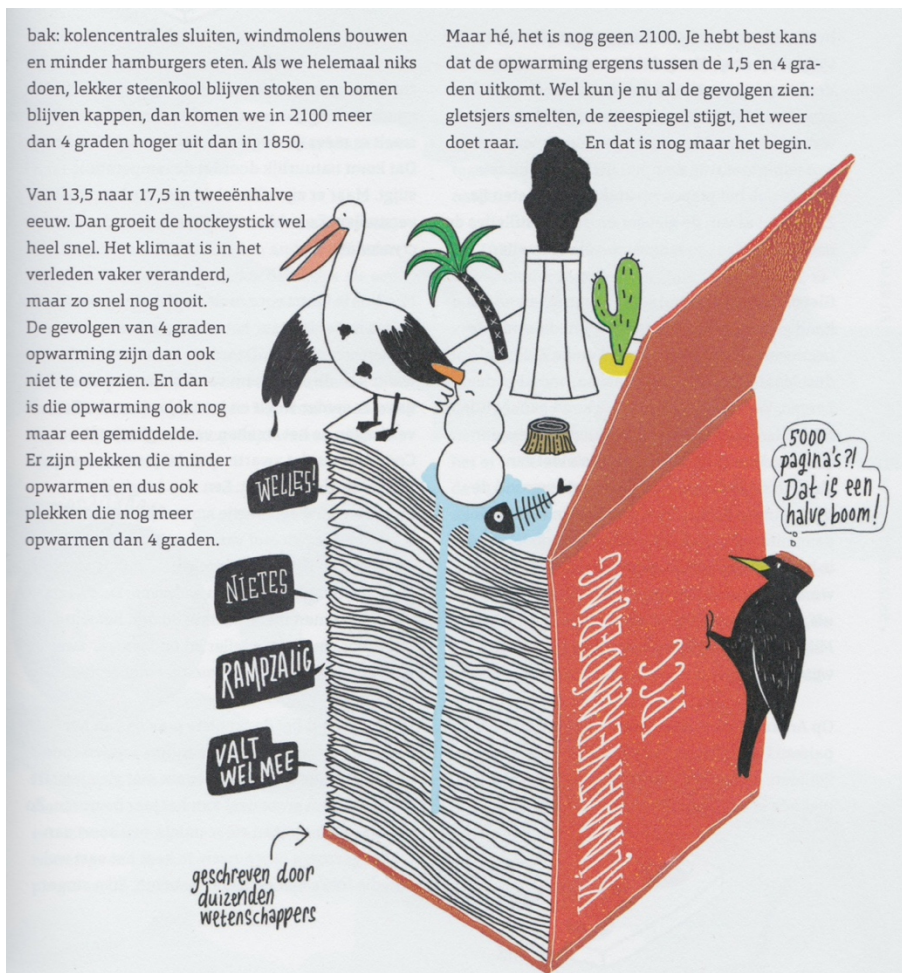 bak: kolencentrales sluiten, windmolens bouwen
en minder hamburgers eten. Als we helemaal niks
doen, lekker steenkool blijven stoken en bomen
blijven kappen, dan komen we in 2100 meer
dan 4 graden hoger uit dan in 1850.
Van 13,5 naar 17,5 in tweeënhalve
eeuw. Dan groeit de hockeystick wel
heel snel. Het klimaat is in het
verleden vaker veranderd,
maar zo snel nog nooit.
De gevolgen van 4 graden
opwarming zijn dan ook
niet te overzien. En dan
is die opwarming ook nog
maar een gemiddelde.
Er zijn plekken die minder
opwarmen en dus ook
plekken die nog meer
opwarmen dan 4 graden.
Maar hé, het is nog geen 2100. Je hebt best kans
dat de opwarming ergens tussen de 1,5 en 4 gra-
den uitkomt. Wel kun je nu al de gevolgen zien:
gletsjers smelten, de zeespiegel stijgt, het weer
doet raar. En dat is nog maar het begin.
WELLES!
NIETES
RAMPZALIG
VALT
WEL MEE
geschreven door
duizenden
wetenschappers
KLIMAATVERANDERING
IPCC
5000
pagina's?!
Dat is een
halve boom!